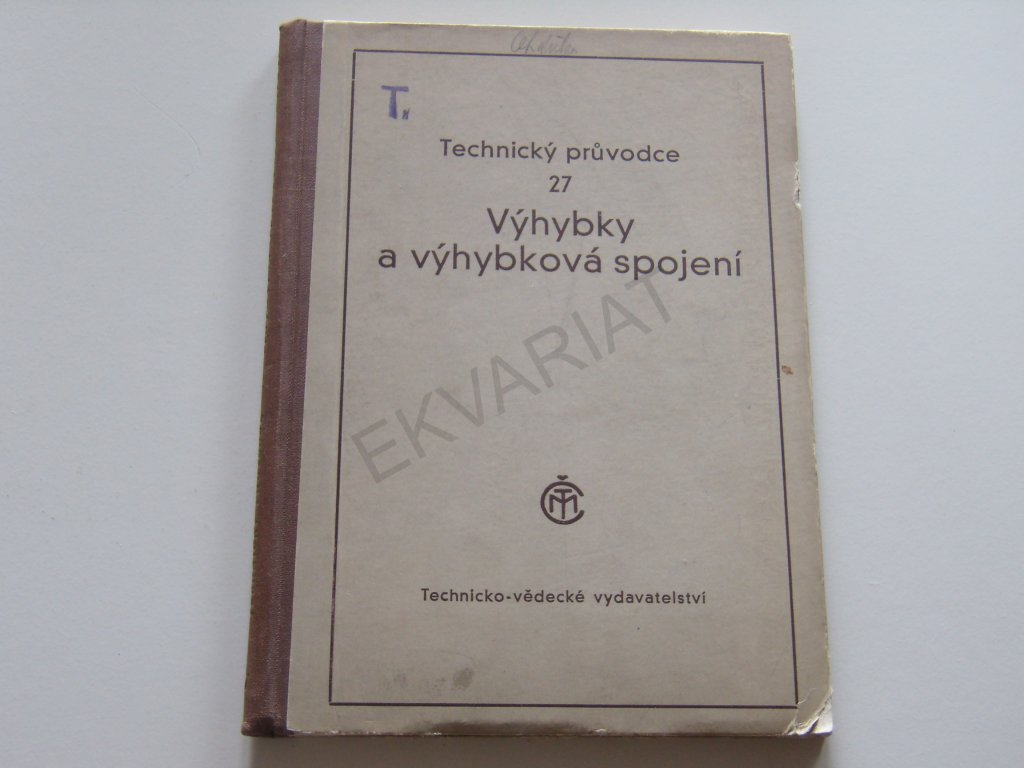 T.
Technický průvodce
27
Výhybky
a výhybková spojení
EKVARIAT
Technicko-vědecké vydavatelství